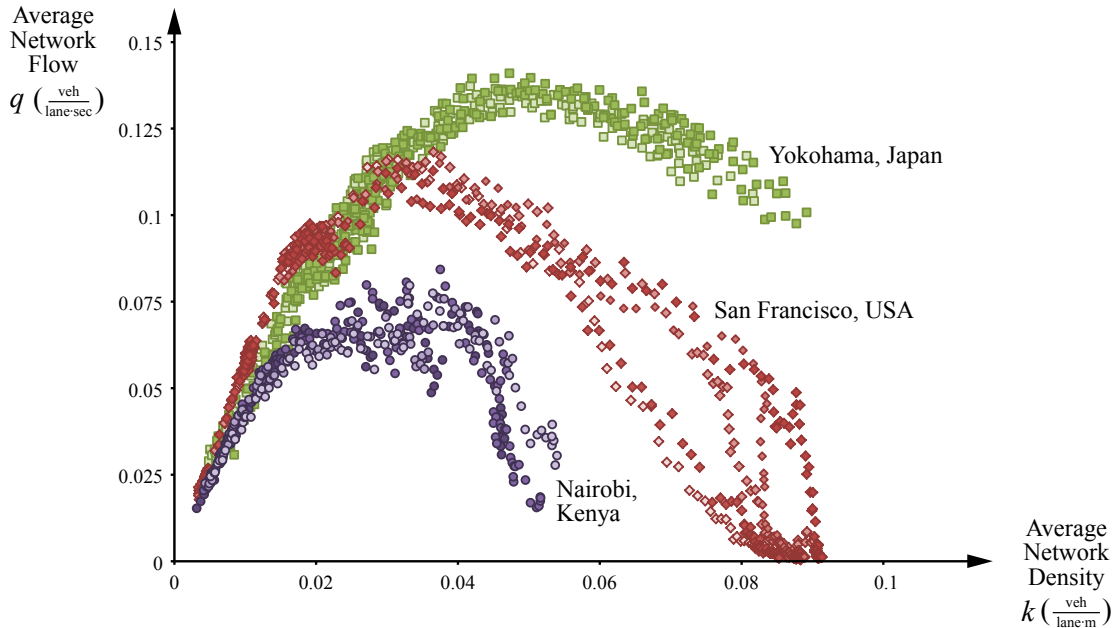 Average
Network
Flow
q (veh/lane·sec)
0.15
0.125
0.1
0.075
0.05
0.025
0
Yokohama, Japan
San Francisco, USA
Nairobi,
Kenya
0
0.02
0.04
0.06
0.08
0.1
Average
Network
Density
k (veh/lane·m)